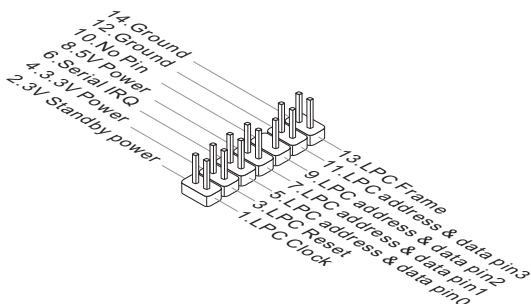 14.Ground
12.Ground
10.No Pin
8.5V Power
6.Serial IRQ
4.3.3V Power
2.3V Standby power
13.LPC Frame
11.LPC address & data pin3
9.LPC address & data pin2
7.LPC address & data pin1
5.LPC address & data pin0
3.LPC Reset
1.LPC Clock